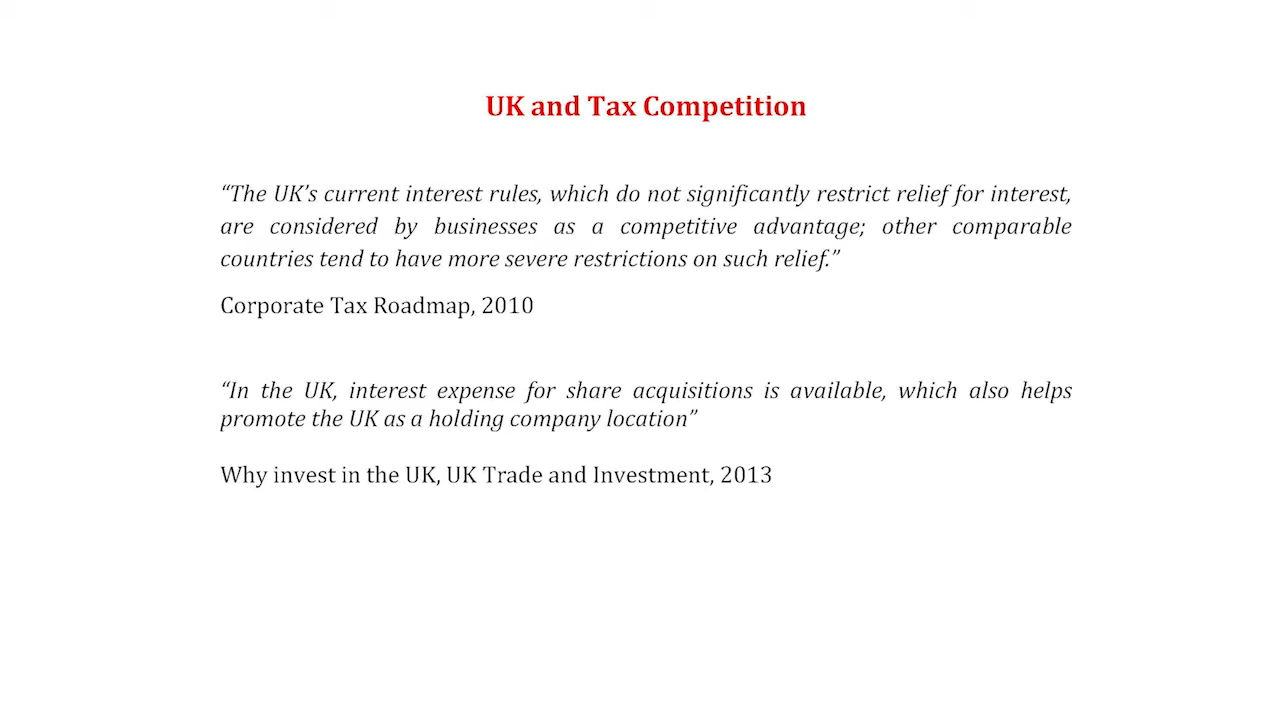 UK and Tax Competition
“The UK’s current interest rules, which do not significantly restrict relief for interest,
are considered by businesses as a competitive advantage; other comparable
countries tend to have more severe restrictions on such relief.”
Corporate Tax Roadmap, 2010
“In the UK, interest expense for share acquisitions is available, which also helps
promote the UK as a holding company location”
Why invest in the UK, UK Trade and Investment, 2013